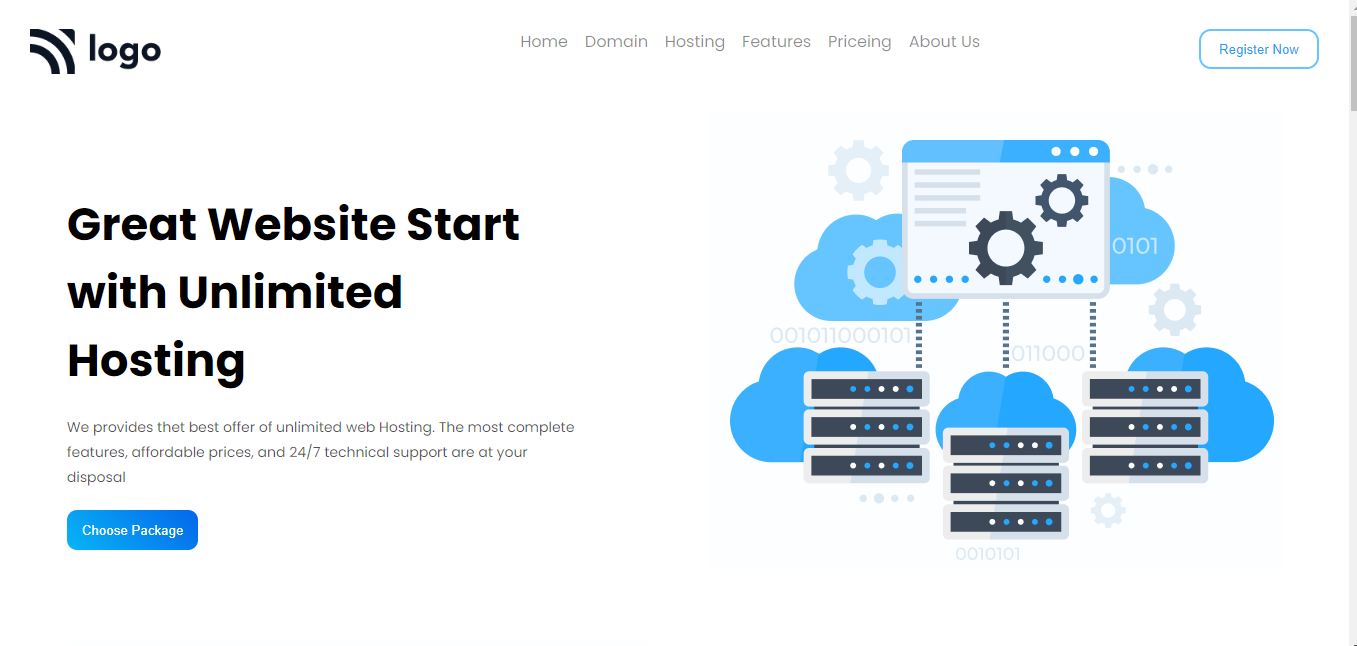 logo
Home Domain Hosting Features Priceing About Us
Register Now
Great Website Start
with Unlimited
Hosting
We provides thet best offer of unlimited web Hosting. The most complete
features, affordable prices, and 24/7 technical support are at your
disposal
Choose Package
0101
001011000101
011000
0010101